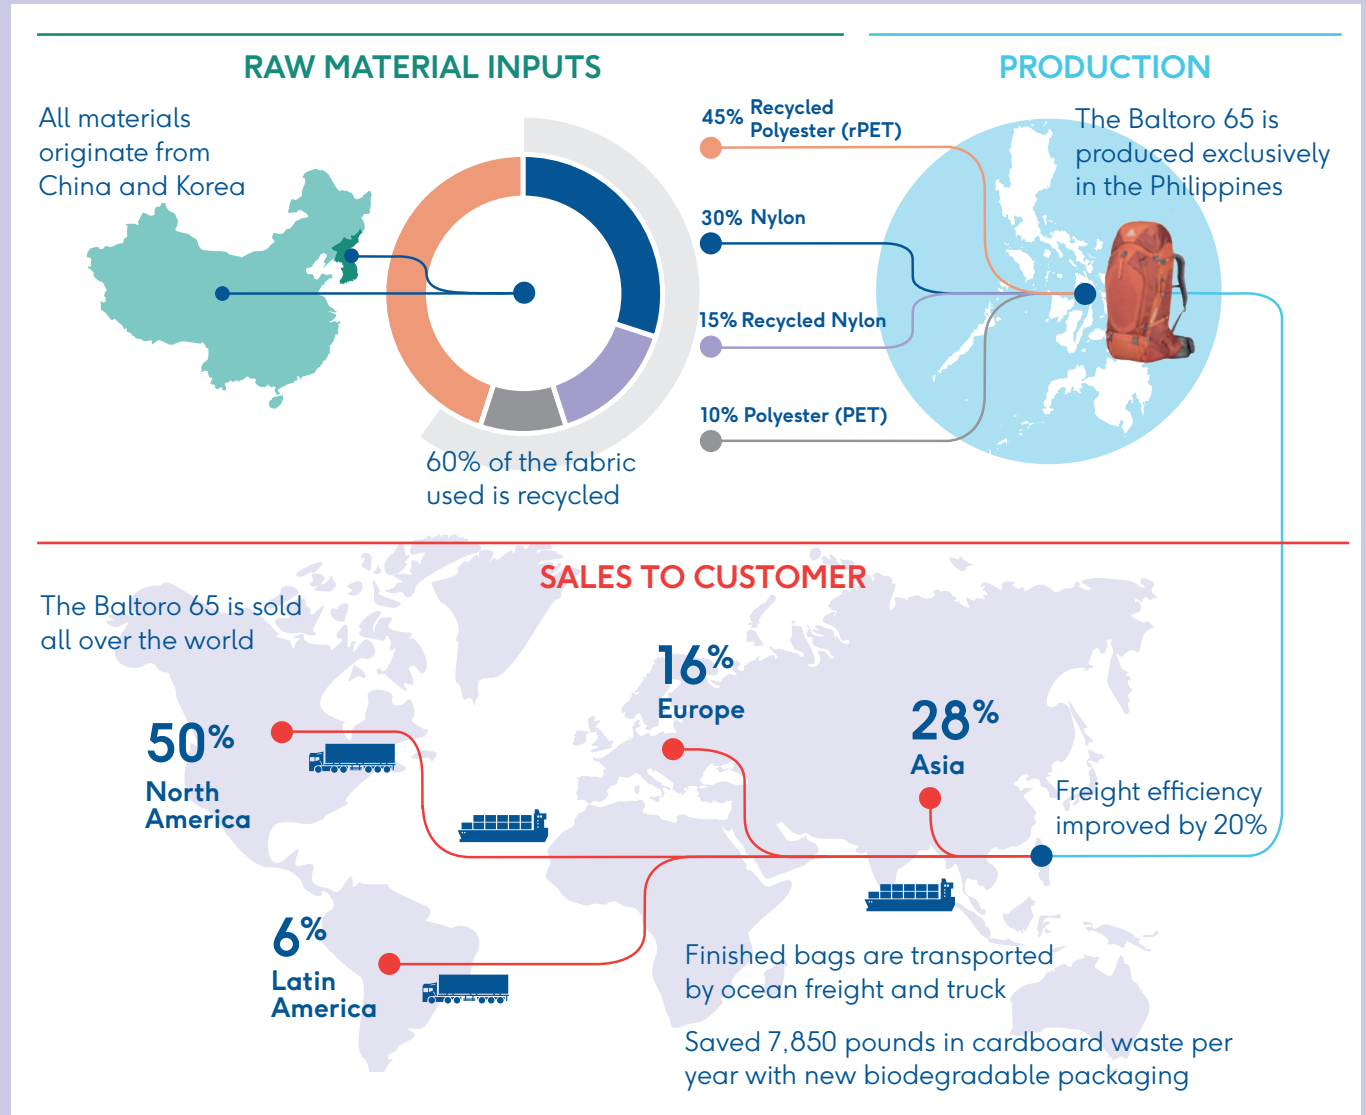 RAW MATERIAL INPUTS
All materials
originate from
China and Korea
60% of the fabric
used is recycled
45% Recycled
Polyester (rPET)
30% Nylon
15% Recycled Nylon
10% Polyester (PET)
PRODUCTION
The Baltoro 65 is
produced exclusively
in the Philippines
SALES TO CUSTOMER
The Baltoro 65 is sold
all over the world
50%
North
America
16%
Europe
28%
Asia
Freight efficiency
improved by 20%
6%
Latin
America
Finished bags are transported
by ocean freight and truck
Saved 7,850 pounds in cardboard waste per
year with new biodegradable packaging